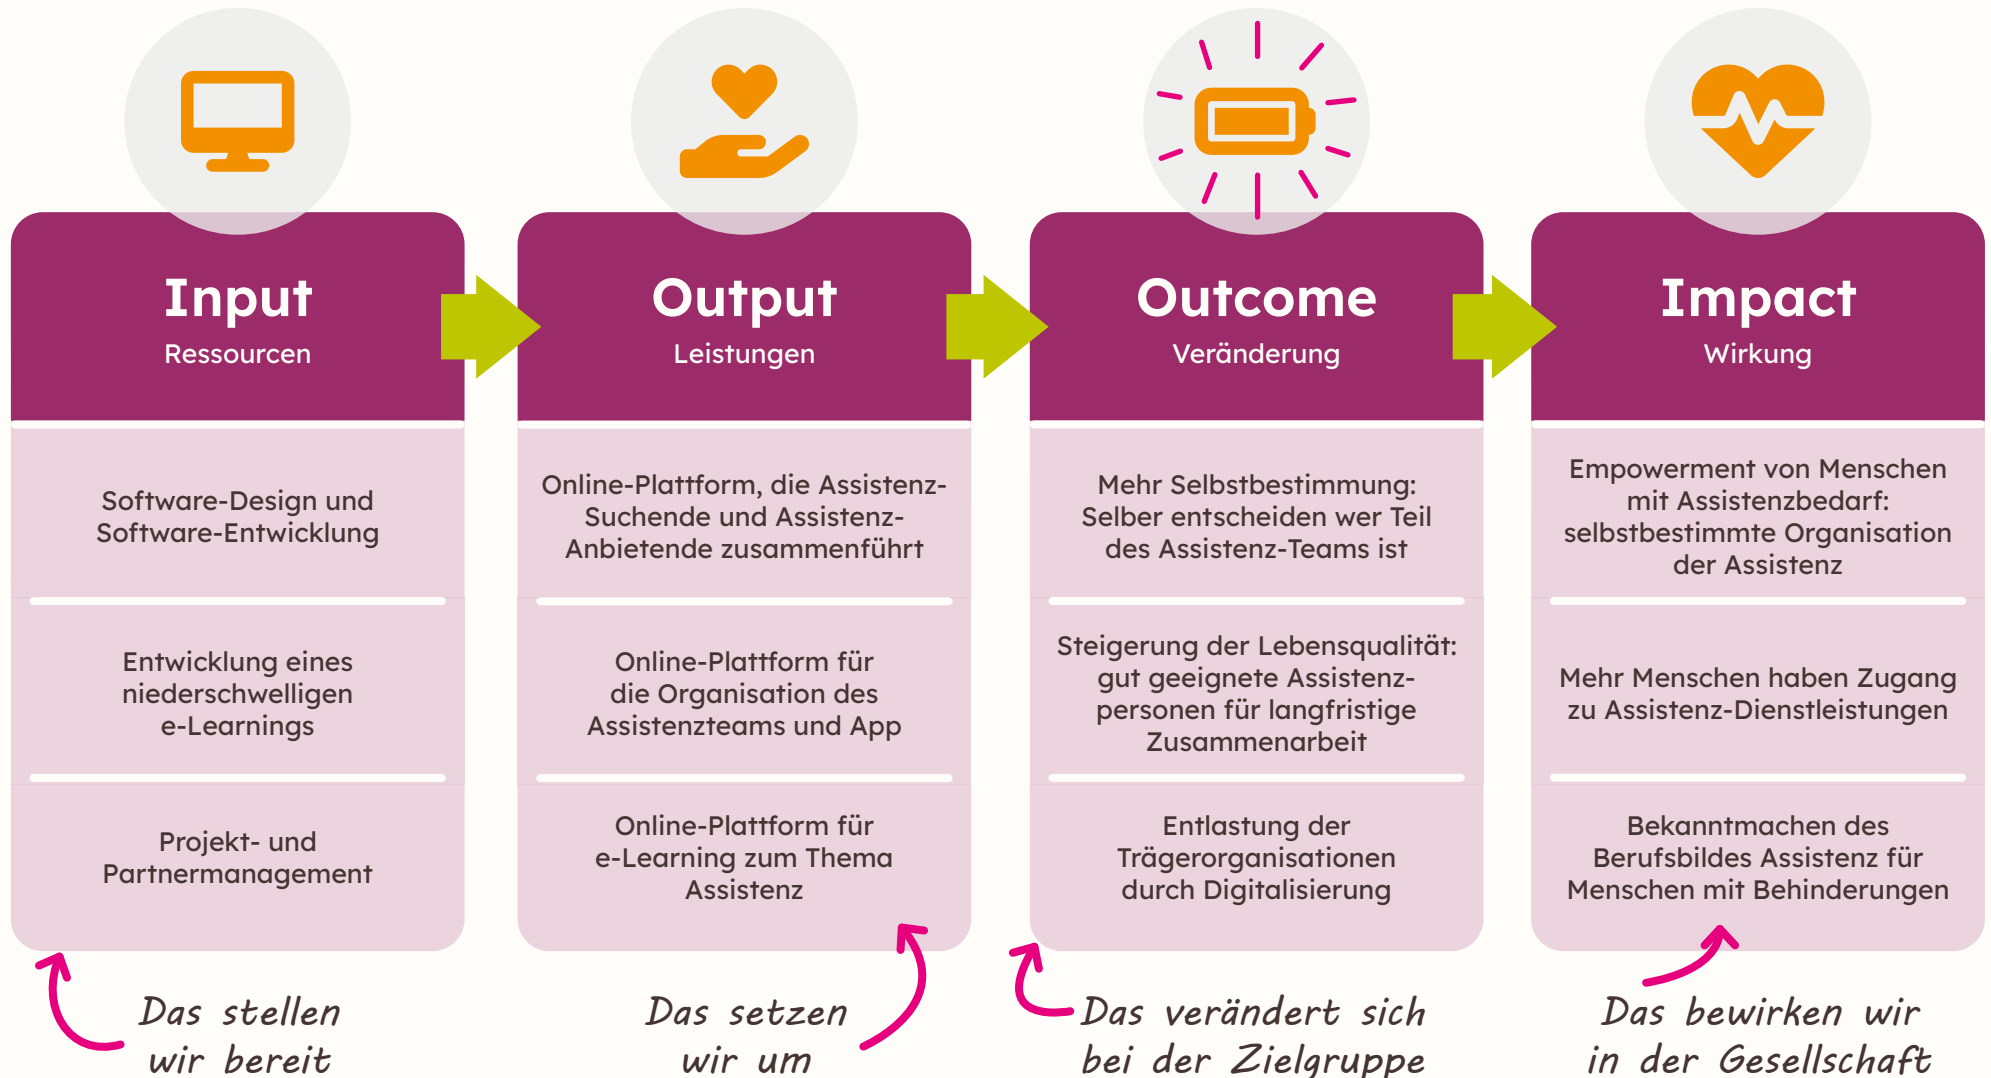 Input
Ressourcen
Software-Design und
Software-Entwicklung
Entwicklung eines
niederschwelligen
e-Learnings
Projekt- und
Partnermanagement
Das stellen
wir bereit
Output
Leistungen
Online-Plattform, die Assistenz-
Suchende und Assistenz-
Anbietende zusammenführt
Online-Plattform für
die Organisation des
Assistenzteams und App
Online-Plattform für
e-Learning zum Thema
Assistenz
Das setzen
wir um
Outcome
Veränderung
Mehr Selbstbestimmung:
Selber entscheiden wer Teil
des Assistenz-Teams ist
Steigerung der Lebensqualität:
gut geeignete Assistenz-
personen für langfristige
Zusammenarbeit
Entlastung der
Trägerorganisationen
durch Digitalisierung
Das verändert sich
bei der Zielgruppe
Impact
Wirkung
Empowerment von Menschen
mit Assistenzbedarf:
selbstbestimmte Organisation
der Assistenz
Mehr Menschen haben Zugang
zu Assistenz-Dienstleistungen
Bekanntmachen des
Berufsbildes Assistenz für
Menschen mit Behinderungen
Das bewirken wir
in der Gesellschaft